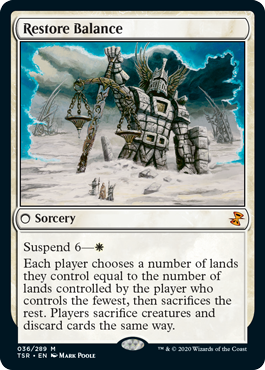 Restore Balance
Sorcery
Suspend 6—
Each player chooses a number of lands
they control equal to the number of
lands controlled by the player who
controls the fewest, then sacrifices the
rest. Players sacrifice creatures and
discard cards the same way.
036/289 M
TSR • EN Mark Poole
™ & © 2020 Wizards of the Coast